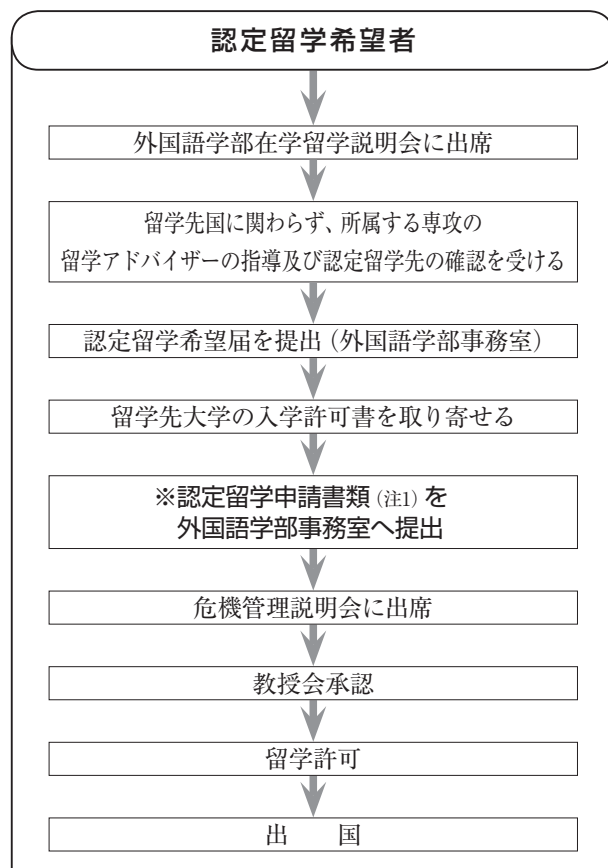 認定留学希望者
外国語学部在学留学説明会に出席
留学先国に関わらず、所属する専攻の
留学アドバイザーの指導及び認定留学先の確認を受ける
認定留学希望届を提出(外国語学部事務室)
留学先大学の入学許可書を取り寄せる
※認定留学申請書類(注1)を
外国語学部事務室へ提出
危機管理説明会に出席
教授会承認
留学許可
出　国